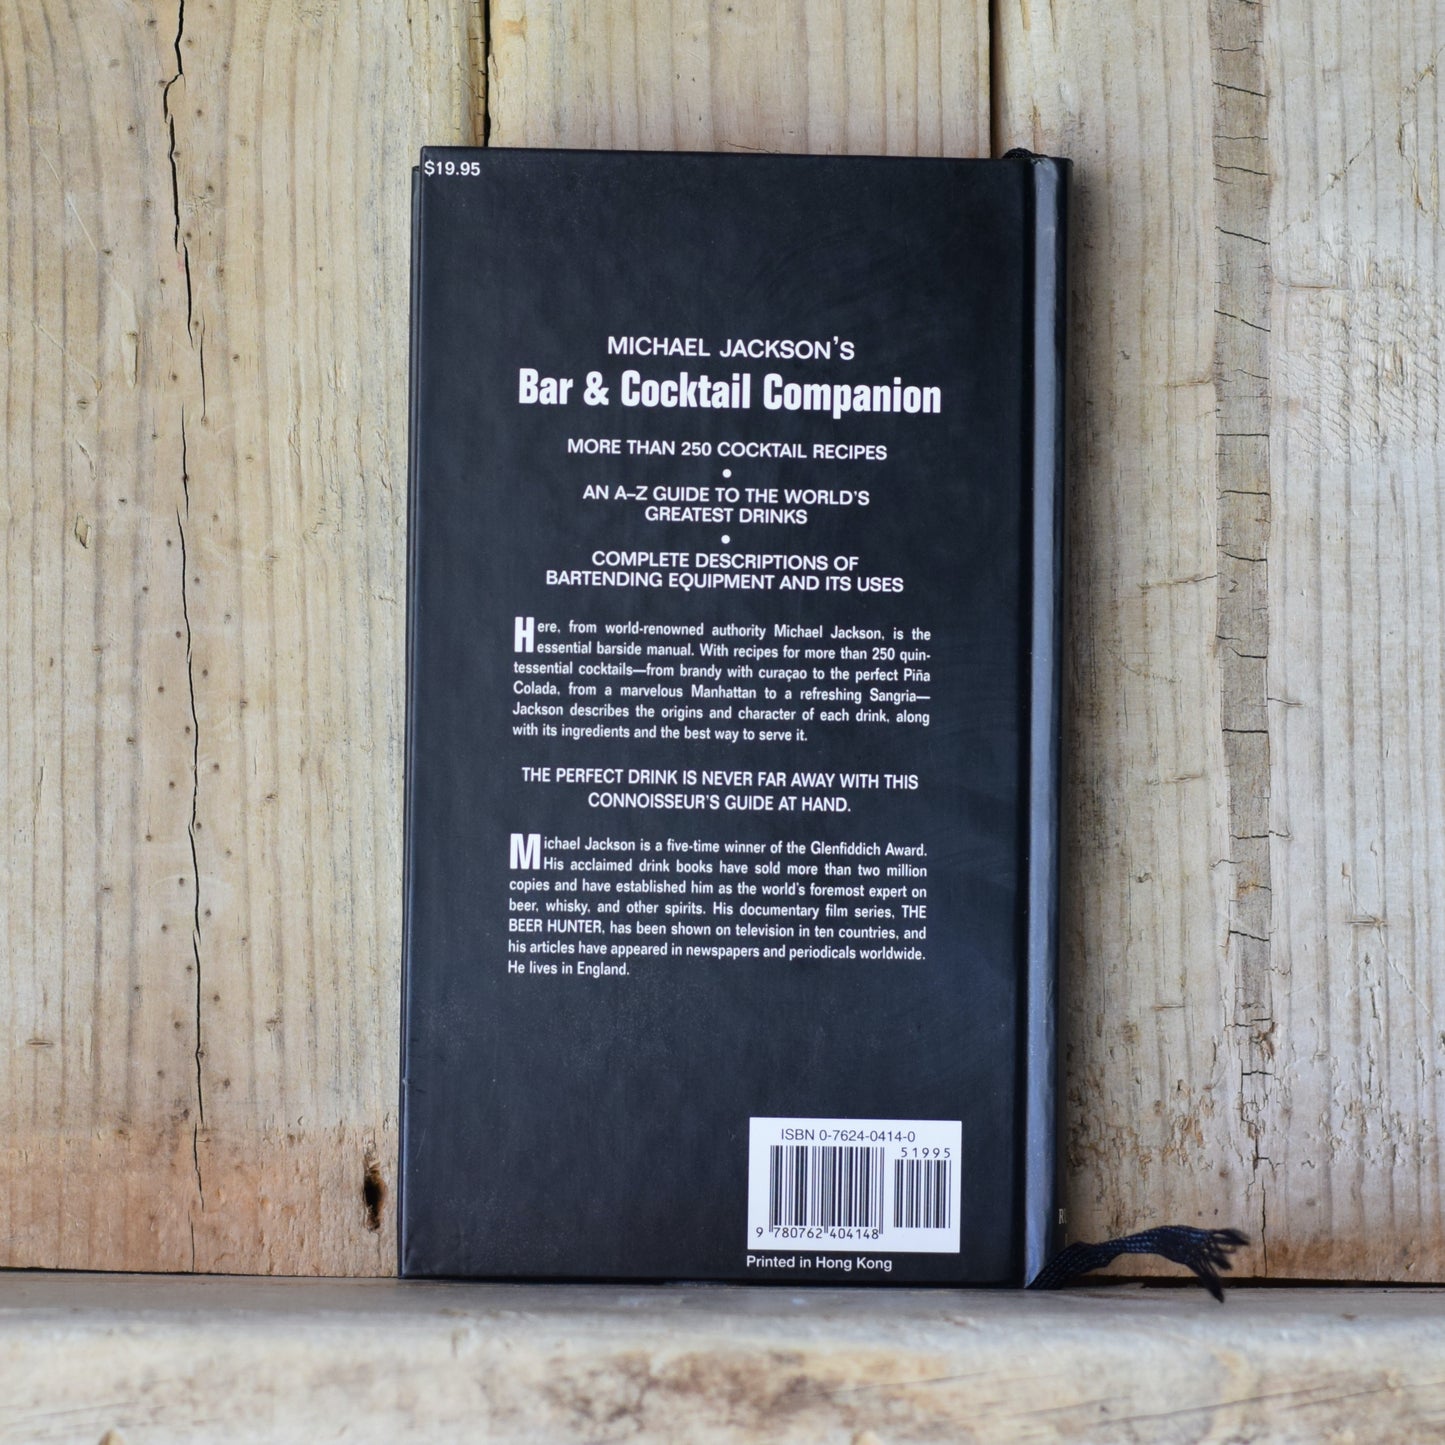 $19.95
MICHAEL JACKSON'S
Bar & Cocktail Companion
MORE THAN 250 COCKTAIL RECIPES
•
AN A–Z GUIDE TO THE WORLD'S
GREATEST DRINKS
•
COMPLETE DESCRIPTIONS OF
BARTENDING EQUIPMENT AND ITS USES
Here, from world-renowned authority Michael Jackson, is the
essential barside manual. With recipes for more than 250 quin-
tessential cocktails—from brandy with curaçao to the perfect Piña
Colada, from a marvelous Manhattan to a refreshing Sangria—
Jackson describes the origins and character of each drink, along
with its ingredients and the best way to serve it.
THE PERFECT DRINK IS NEVER FAR AWAY WITH THIS
CONNOISSEUR'S GUIDE AT HAND.
Michael Jackson is a five-time winner of the Glenfiddich Award.
His acclaimed drink books have sold more than two million
copies and have established him as the world's foremost expert on
beer, whisky, and other spirits. His documentary film series, THE
BEER HUNTER, has been shown on television in ten countries, and
his articles have appeared in newspapers and periodicals worldwide.
He lives in England.
ISBN 0-7624-0414-0
51995
9 780762 404148
Printed in Hong Kong